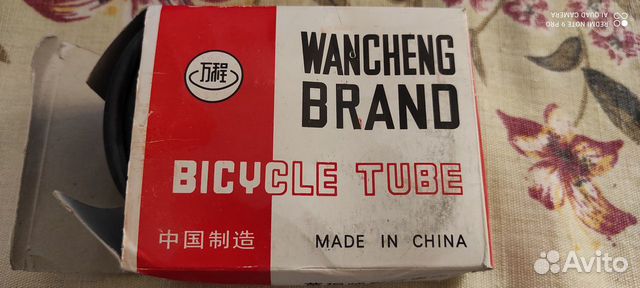 REDMI NOTE 9 PRO
AI QUAD CAMERA
万程
WANCHENG
BRAND
BICYCLE TUBE
中国制造 MADE IN CHINA
Avito